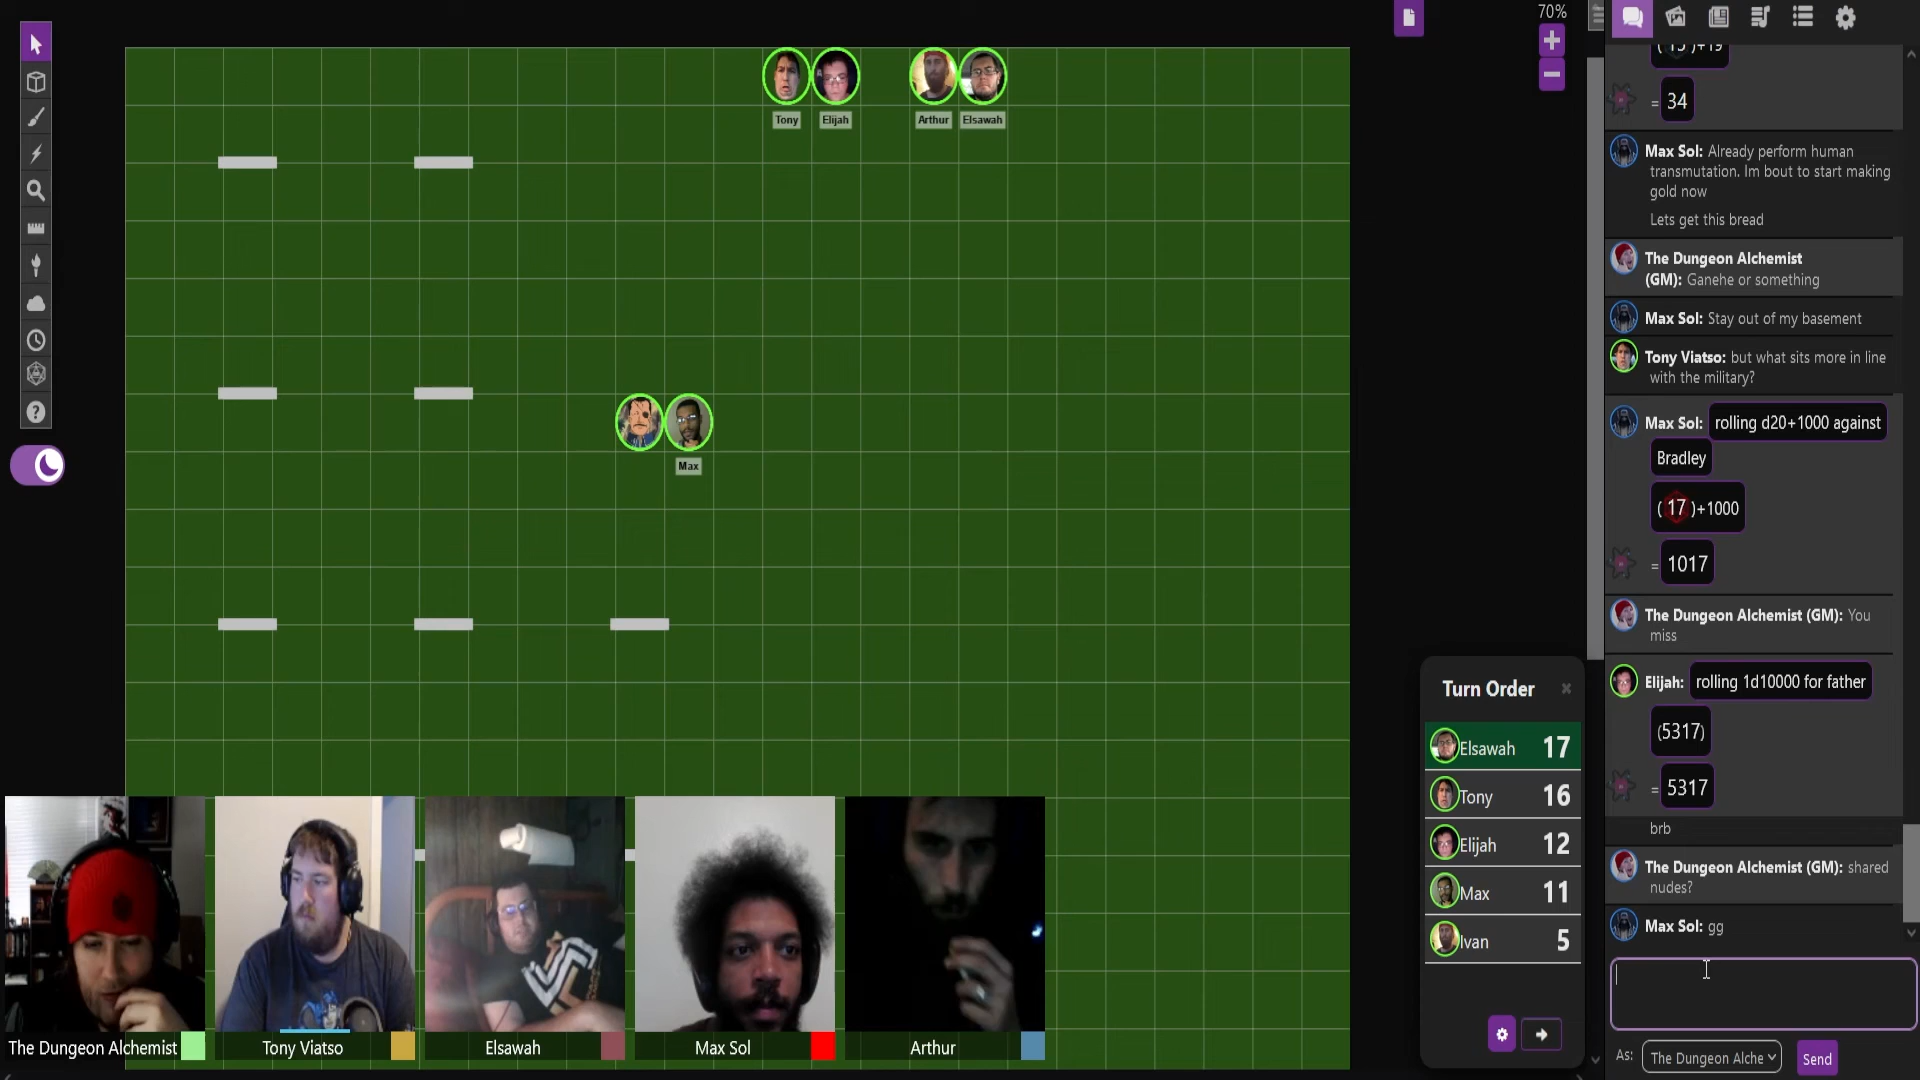 70%
Tony
Elijah
Arthur
Elsawah
Max
)+19
= 34
Max Sol: Already perform human
transmutation. Im bout to start making
gold now
Lets get this bread
The Dungeon Alchemist
(GM): Ganehe or something
Max Sol: Stay out of my basement
Tony Viatso: but what sits more in line
with the military?
Max Sol: rolling d20+1000 against
Bradley
(17)+1000
= 1017
The Dungeon Alchemist (GM): You
miss
Elijah: rolling 1d10000 for father
(5317)
= 5317
brb
The Dungeon Alchemist (GM): shared
nudes?
Max Sol: gg
As: The Dungeon Alche
Send
Turn Order
Elsawah 17
Tony 16
Elijah 12
Max 11
Ivan 5
The Dungeon Alchemist
Tony Viatso
Elsawah
Max Sol
Arthur